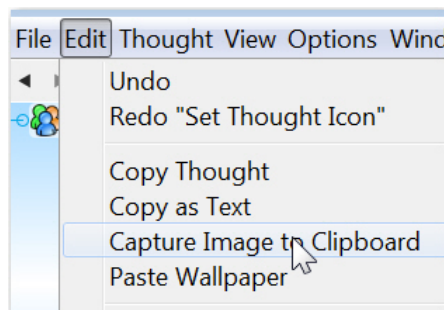 File Edit Thought View Options Wind
Undo
Redo "Set Thought Icon"
Copy Thought
Copy as Text
Capture Image to Clipboard
Paste Wallpaper